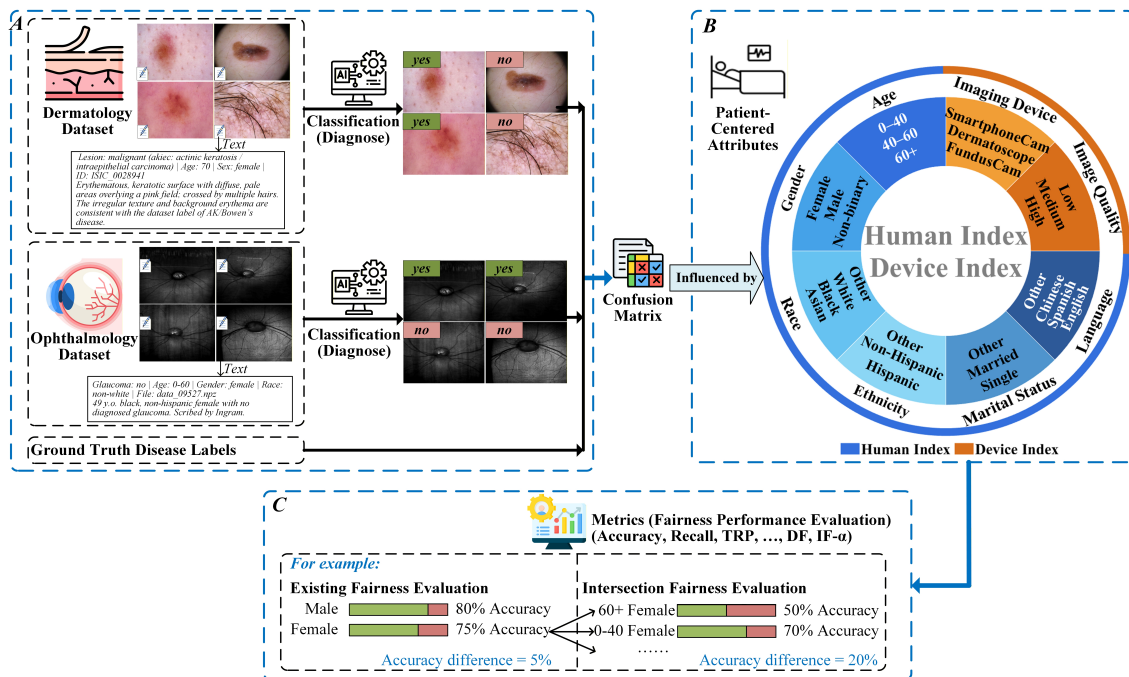 A
Dermatology
Dataset
Text
Lesion: malignant (akiec: actinic keratosis /
intraepithelial carcinoma) | Age: 70 | Sex: female |
ID: ISIC_0028941
Erythematous, keratotic surface with diffuse, pale
areas overlying a pink field; crossed by multiple hairs.
The irregular texture and background erythema are
consistent with the dataset label of AK/Bowen's
disease.
AI
Classification
(Diagnose)
yes
no
yes
no
Ophthalmology
Dataset
Text
Glaucoma: no | Age: 0-60 | Gender: female | Race:
non-white | File: data_09527.npz
49 y.o. black, non-hispanic female with no
diagnosed glaucoma. Scribed by Ingram.
AI
Classification
(Diagnose)
yes
yes
no
no
Ground Truth Disease Labels
Confusion
Matrix
Influenced by
B
Patient-
Centered
Attributes
Age
0–40
40–60
60+
Imaging Device
SmartphoneCam
Dermatoscope
FundusCam
Image Quality
Low
Medium
High
Language
Other
Chinese
Spanish
English
Marital Status
Other
Married
Single
Ethnicity
Other
Non-Hispanic
Hispanic
Race
Other
White
Black
Asian
Gender
Female
Male
Non-binary
Human Index
Device Index
Human Index
Device Index
C
Metrics (Fairness Performance Evaluation)
(Accuracy, Recall, TRP, …, DF, IF-α)
For example:
Existing Fairness Evaluation
Male 80% Accuracy
Female 75% Accuracy
Accuracy difference = 5%
Intersection Fairness Evaluation
60+ Female 50% Accuracy
0-40 Female 70% Accuracy
……
Accuracy difference = 20%